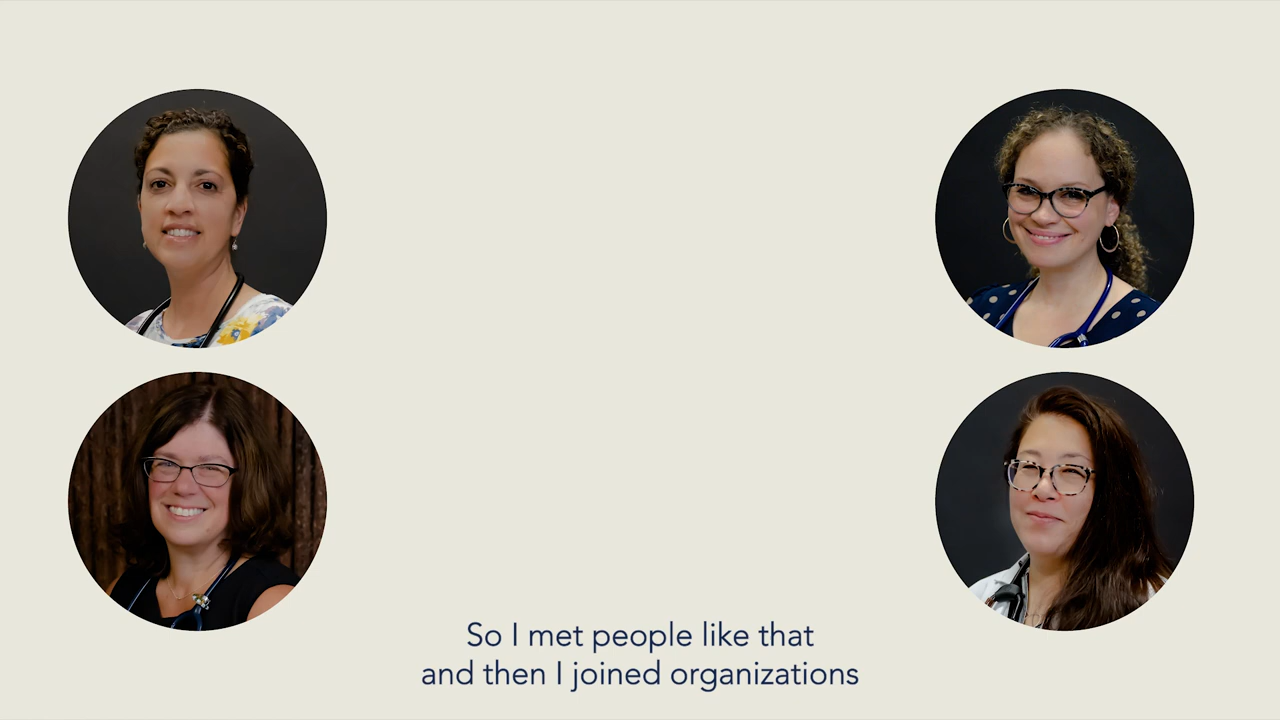 So I met people like that
and then I joined organizations